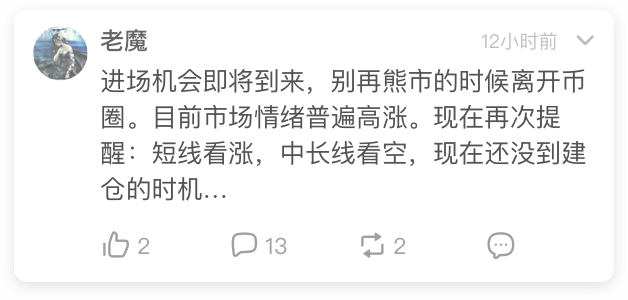 老魔 12小时前
进场机会即将到来，别再熊市的时候离开币
圈。目前市场情绪普遍高涨。现在再次提
醒：短线看涨，中长线看空，现在还没到建
仓的时机...
2 13 2